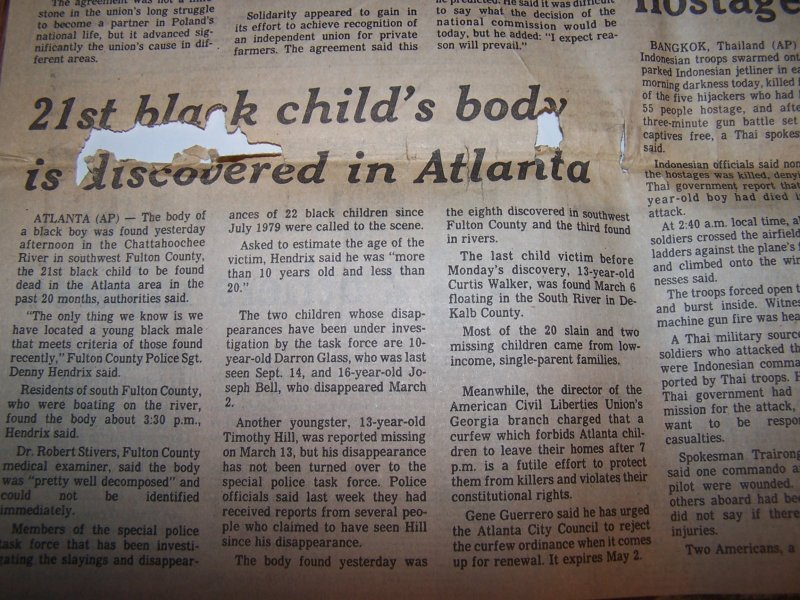 The agreement was not a mile-
stone in the union's long struggle
to become a partner in Poland's
national life, but it advanced sig-
nificantly the union's cause in dif-
ferent areas.
Solidarity appeared to gain in
its effort to achieve recognition of
an independent union for private
farmers. The agreement said this
he predicted. He said it was difficult
to say what the decision of the
national commission would be
today, but he added: "I expect rea-
son will prevail."
21st black child's body
is discovered in Atlanta
ATLANTA (AP) — The body of
a black boy was found yesterday
afternoon in the Chattahoochee
River in southwest Fulton County,
the 21st black child to be found
dead in the Atlanta area in the
past 20 months, authorities said.
"The only thing we know is we
have located a young black male
that meets criteria of those found
recently," Fulton County Police Sgt.
Denny Hendrix said.
Residents of south Fulton County,
who were boating on the river,
found the body about 3:30 p.m.,
Hendrix said.
Dr. Robert Stivers, Fulton County
medical examiner, said the body
was "pretty well decomposed" and
could not be identified
immediately.
Members of the special police
task force that has been investi-
gating the slayings and disappear-
ances of 22 black children since
July 1979 were called to the scene.
Asked to estimate the age of the
victim, Hendrix said he was "more
than 10 years old and less than
20."
The two children whose disap-
pearances have been under inves-
tigation by the task force are 10-
year-old Darron Glass, who was last
seen Sept. 14, and 16-year-old Jo-
seph Bell, who disappeared March
2.
Another youngster, 13-year-old
Timothy Hill, was reported missing
on March 13, but his disappearance
has not been turned over to the
special police task force. Police
officials said last week they had
received reports from several peo-
ple who claimed to have seen Hill
since his disappearance.
The body found yesterday was
the eighth discovered in southwest
Fulton County and the third found
in rivers.
The last child victim before
Monday's discovery, 13-year-old
Curtis Walker, was found March 6
floating in the South River in De-
Kalb County.
Most of the 20 slain and two
missing children came from low-
income, single-parent families.
Meanwhile, the director of the
American Civil Liberties Union's
Georgia branch charged that a
curfew which forbids Atlanta chil-
dren to leave their homes after 7
p.m. is a futile effort to protect
them from killers and violates their
constitutional rights.
Gene Guerrero said he has urged
the Atlanta City Council to reject
the curfew ordinance when it comes
up for renewal. It expires May 2.
hostage
BANGKOK, Thailand (AP)
Indonesian troops swarmed ont
parked Indonesian jetliner in ea
morning darkness today, killed
of the five hijackers who had
55 people hostage, and afte
three-minute gun battle set
captives free, a Thai spokes
said.
Indonesian officials said non
the hostages was killed, denyi
Thai government report tha
year-old boy had died i
attack.
At 2:40 a.m. local time, a
soldiers crossed the airfield
ladders against the plane's
and climbed onto the win
nesses said.
The troops forced open t
and burst inside. Witnes
machine gun fire was hea
A Thai military source
soldiers who attacked th
were Indonesian comma
ported by Thai troops. H
Thai government had
mission for the attack,
want to be respon
casualties.
Spokesman Trairong
said one commando a
pilot were wounded.
others aboard had bee
did not say if there
injuries.
Two Americans, a